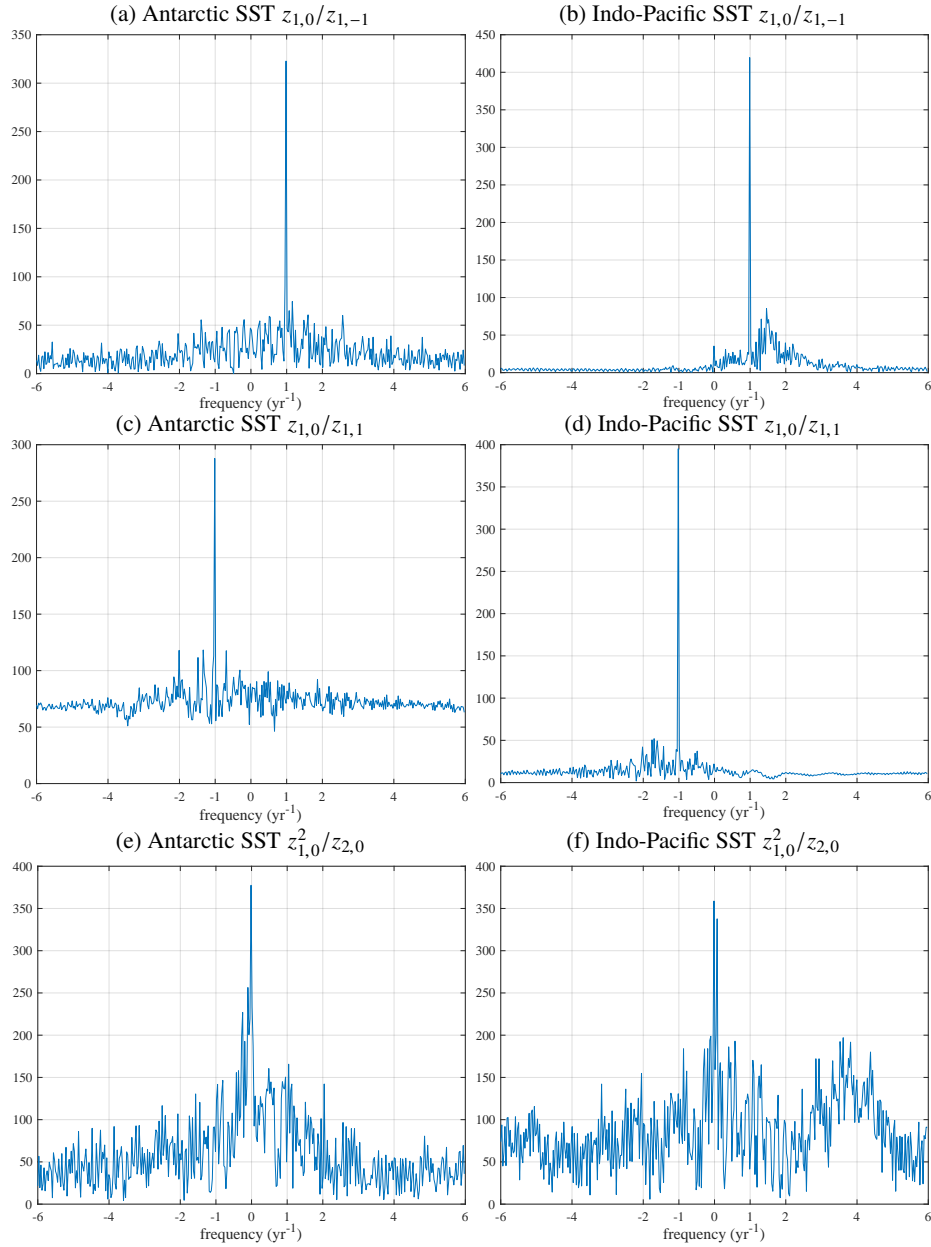 (a) Antarctic SST z₁,₀/z₁,₋₁
350
300
250
200
150
100
50
0
-6 -4 -2 -1 0 1 2 4 6
frequency (yr⁻¹)
(b) Indo-Pacific SST z₁,₀/z₁,₋₁
450
400
350
300
250
200
150
100
50
0
-6 -4 -2 -1 0 1 2 4 6
frequency (yr⁻¹)
(c) Antarctic SST z₁,₀/z₁,₁
300
250
200
150
100
50
0
-6 -4 -2 -1 0 1 2 4 6
frequency (yr⁻¹)
(d) Indo-Pacific SST z₁,₀/z₁,₁
400
350
300
250
200
150
100
50
0
-6 -4 -2 -1 0 1 2 4 6
frequency (yr⁻¹)
(e) Antarctic SST z²₁,₀/z₂,₀
400
350
300
250
200
150
100
50
0
-6 -4 -2 -1 0 1 2 4 6
frequency (yr⁻¹)
(f) Indo-Pacific SST z²₁,₀/z₂,₀
400
350
300
250
200
150
100
50
0
-6 -4 -2 -1 0 1 2 4 6
frequency (yr⁻¹)